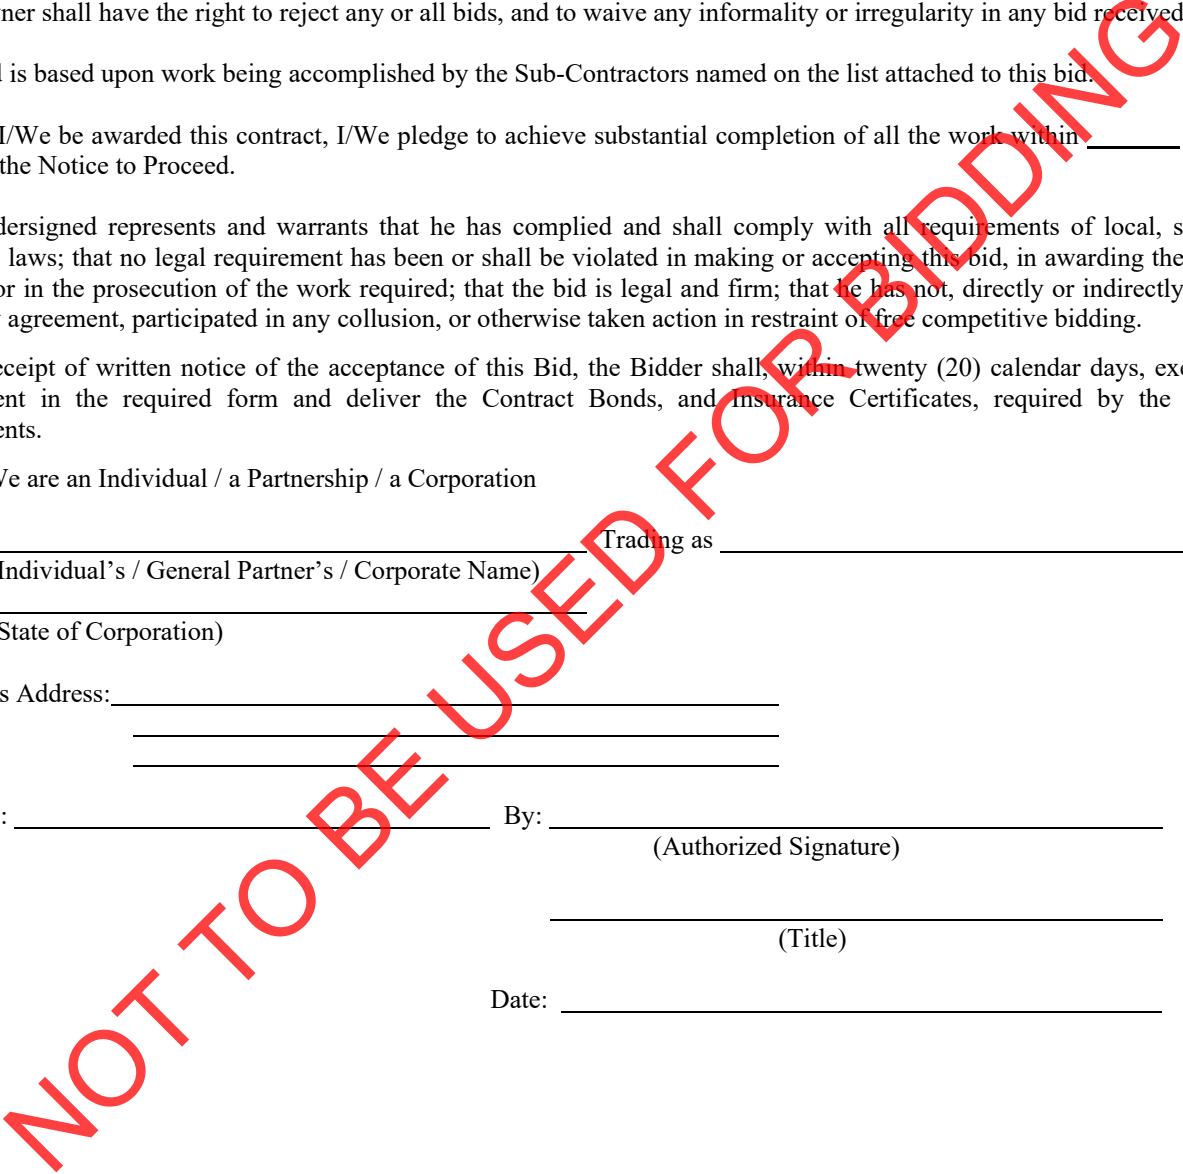 ner shall have the right to reject any or all bids, and to waive any informality or irregularity in any bid received
is based upon work being accomplished by the Sub-Contractors named on the list attached to this bid.
I/We be awarded this contract, I/We pledge to achieve substantial completion of all the work within
the Notice to Proceed.
dersigned represents and warrants that he has complied and shall comply with all requirements of local, s
laws; that no legal requirement has been or shall be violated in making or accepting this bid, in awarding the
or in the prosecution of the work required; that the bid is legal and firm; that he has not, directly or indirectly
agreement, participated in any collusion, or otherwise taken action in restraint of free competitive bidding.
eceipt of written notice of the acceptance of this Bid, the Bidder shall, within twenty (20) calendar days, exe
ent in the required form and deliver the Contract Bonds, and Insurance Certificates, required by the
ents.
We are an Individual / a Partnership / a Corporation
Trading as
Individual's / General Partner's / Corporate Name)
State of Corporation)
s Address:
:
By:
(Authorized Signature)
(Title)
Date:
NOT TO BE USED FOR BIDDING